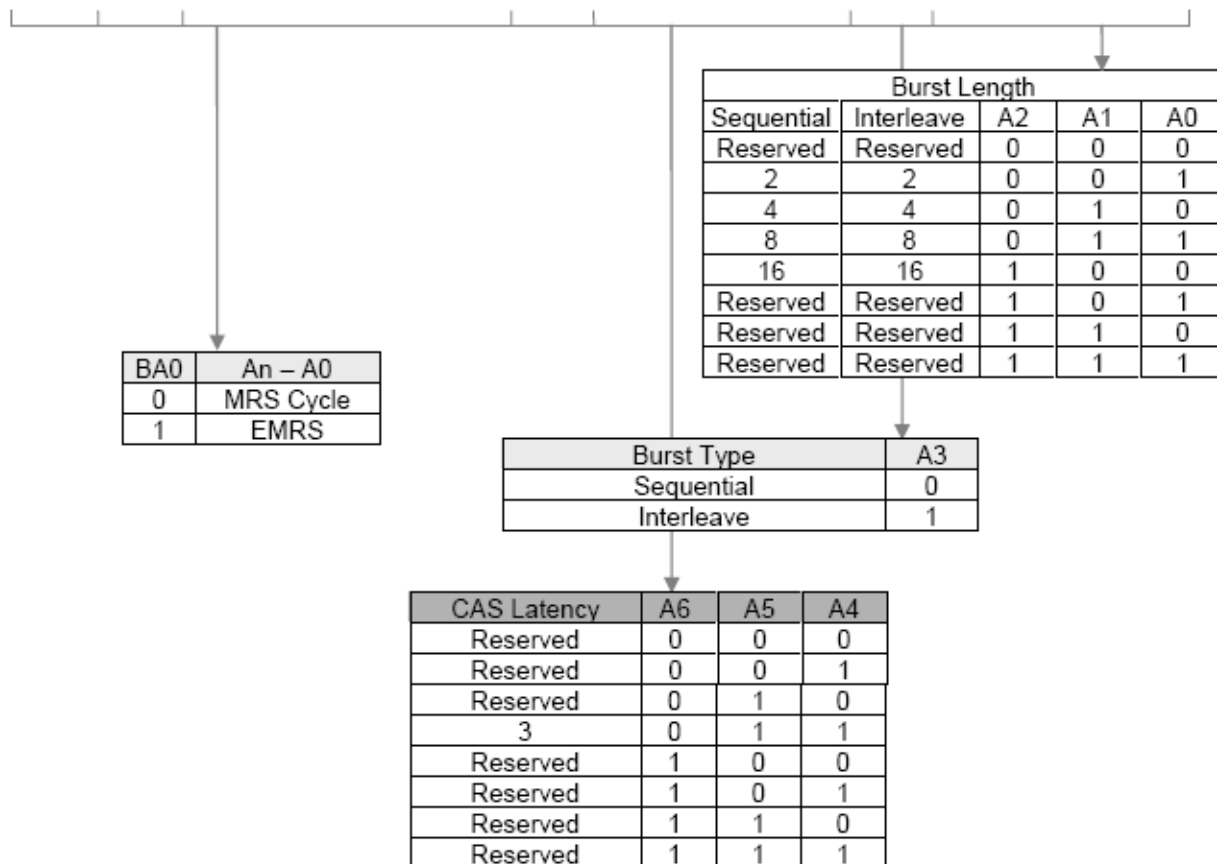 Burst Length
Sequential Interleave A2 A1 A0
Reserved Reserved 0 0 0
2 2 0 0 1
4 4 0 1 0
8 8 0 1 1
16 16 1 0 0
Reserved Reserved 1 0 1
Reserved Reserved 1 1 0
Reserved Reserved 1 1 1
BA0 An – A0
0 MRS Cycle
1 EMRS
Burst Type A3
Sequential 0
Interleave 1
CAS Latency A6 A5 A4
Reserved 0 0 0
Reserved 0 0 1
Reserved 0 1 0
3 0 1 1
Reserved 1 0 0
Reserved 1 0 1
Reserved 1 1 0
Reserved 1 1 1